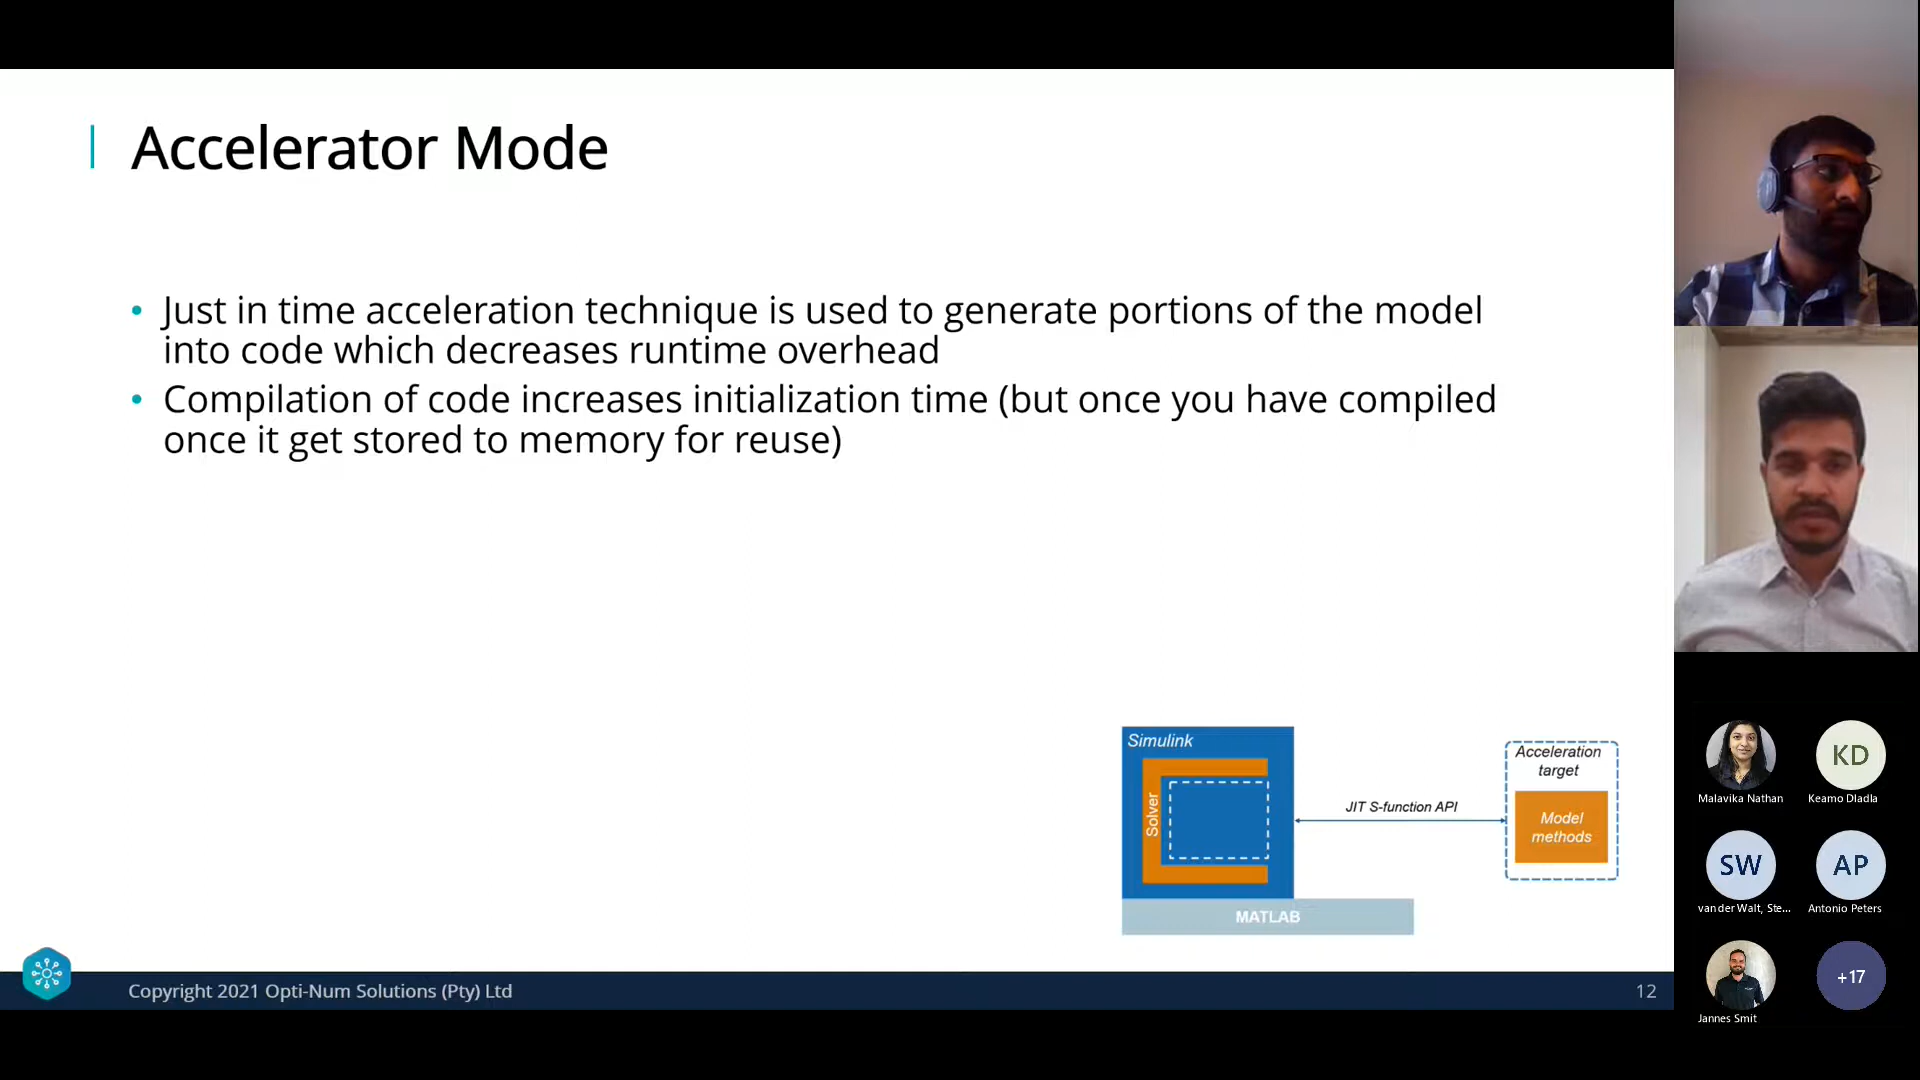 Accelerator Mode
• Just in time acceleration technique is used to generate portions of the model
into code which decreases runtime overhead
• Compilation of code increases initialization time (but once you have compiled
once it get stored to memory for reuse)
Simulink
Solver
JIT S-function API
Acceleration
target
Model
methods
MATLAB
Copyright 2021 Opti-Num Solutions (Pty) Ltd
12
Malavika Nathan
KD
Keamo Dladla
SW
van der Walt, Ste...
AP
Antonio Peters
Jannes Smit
+17